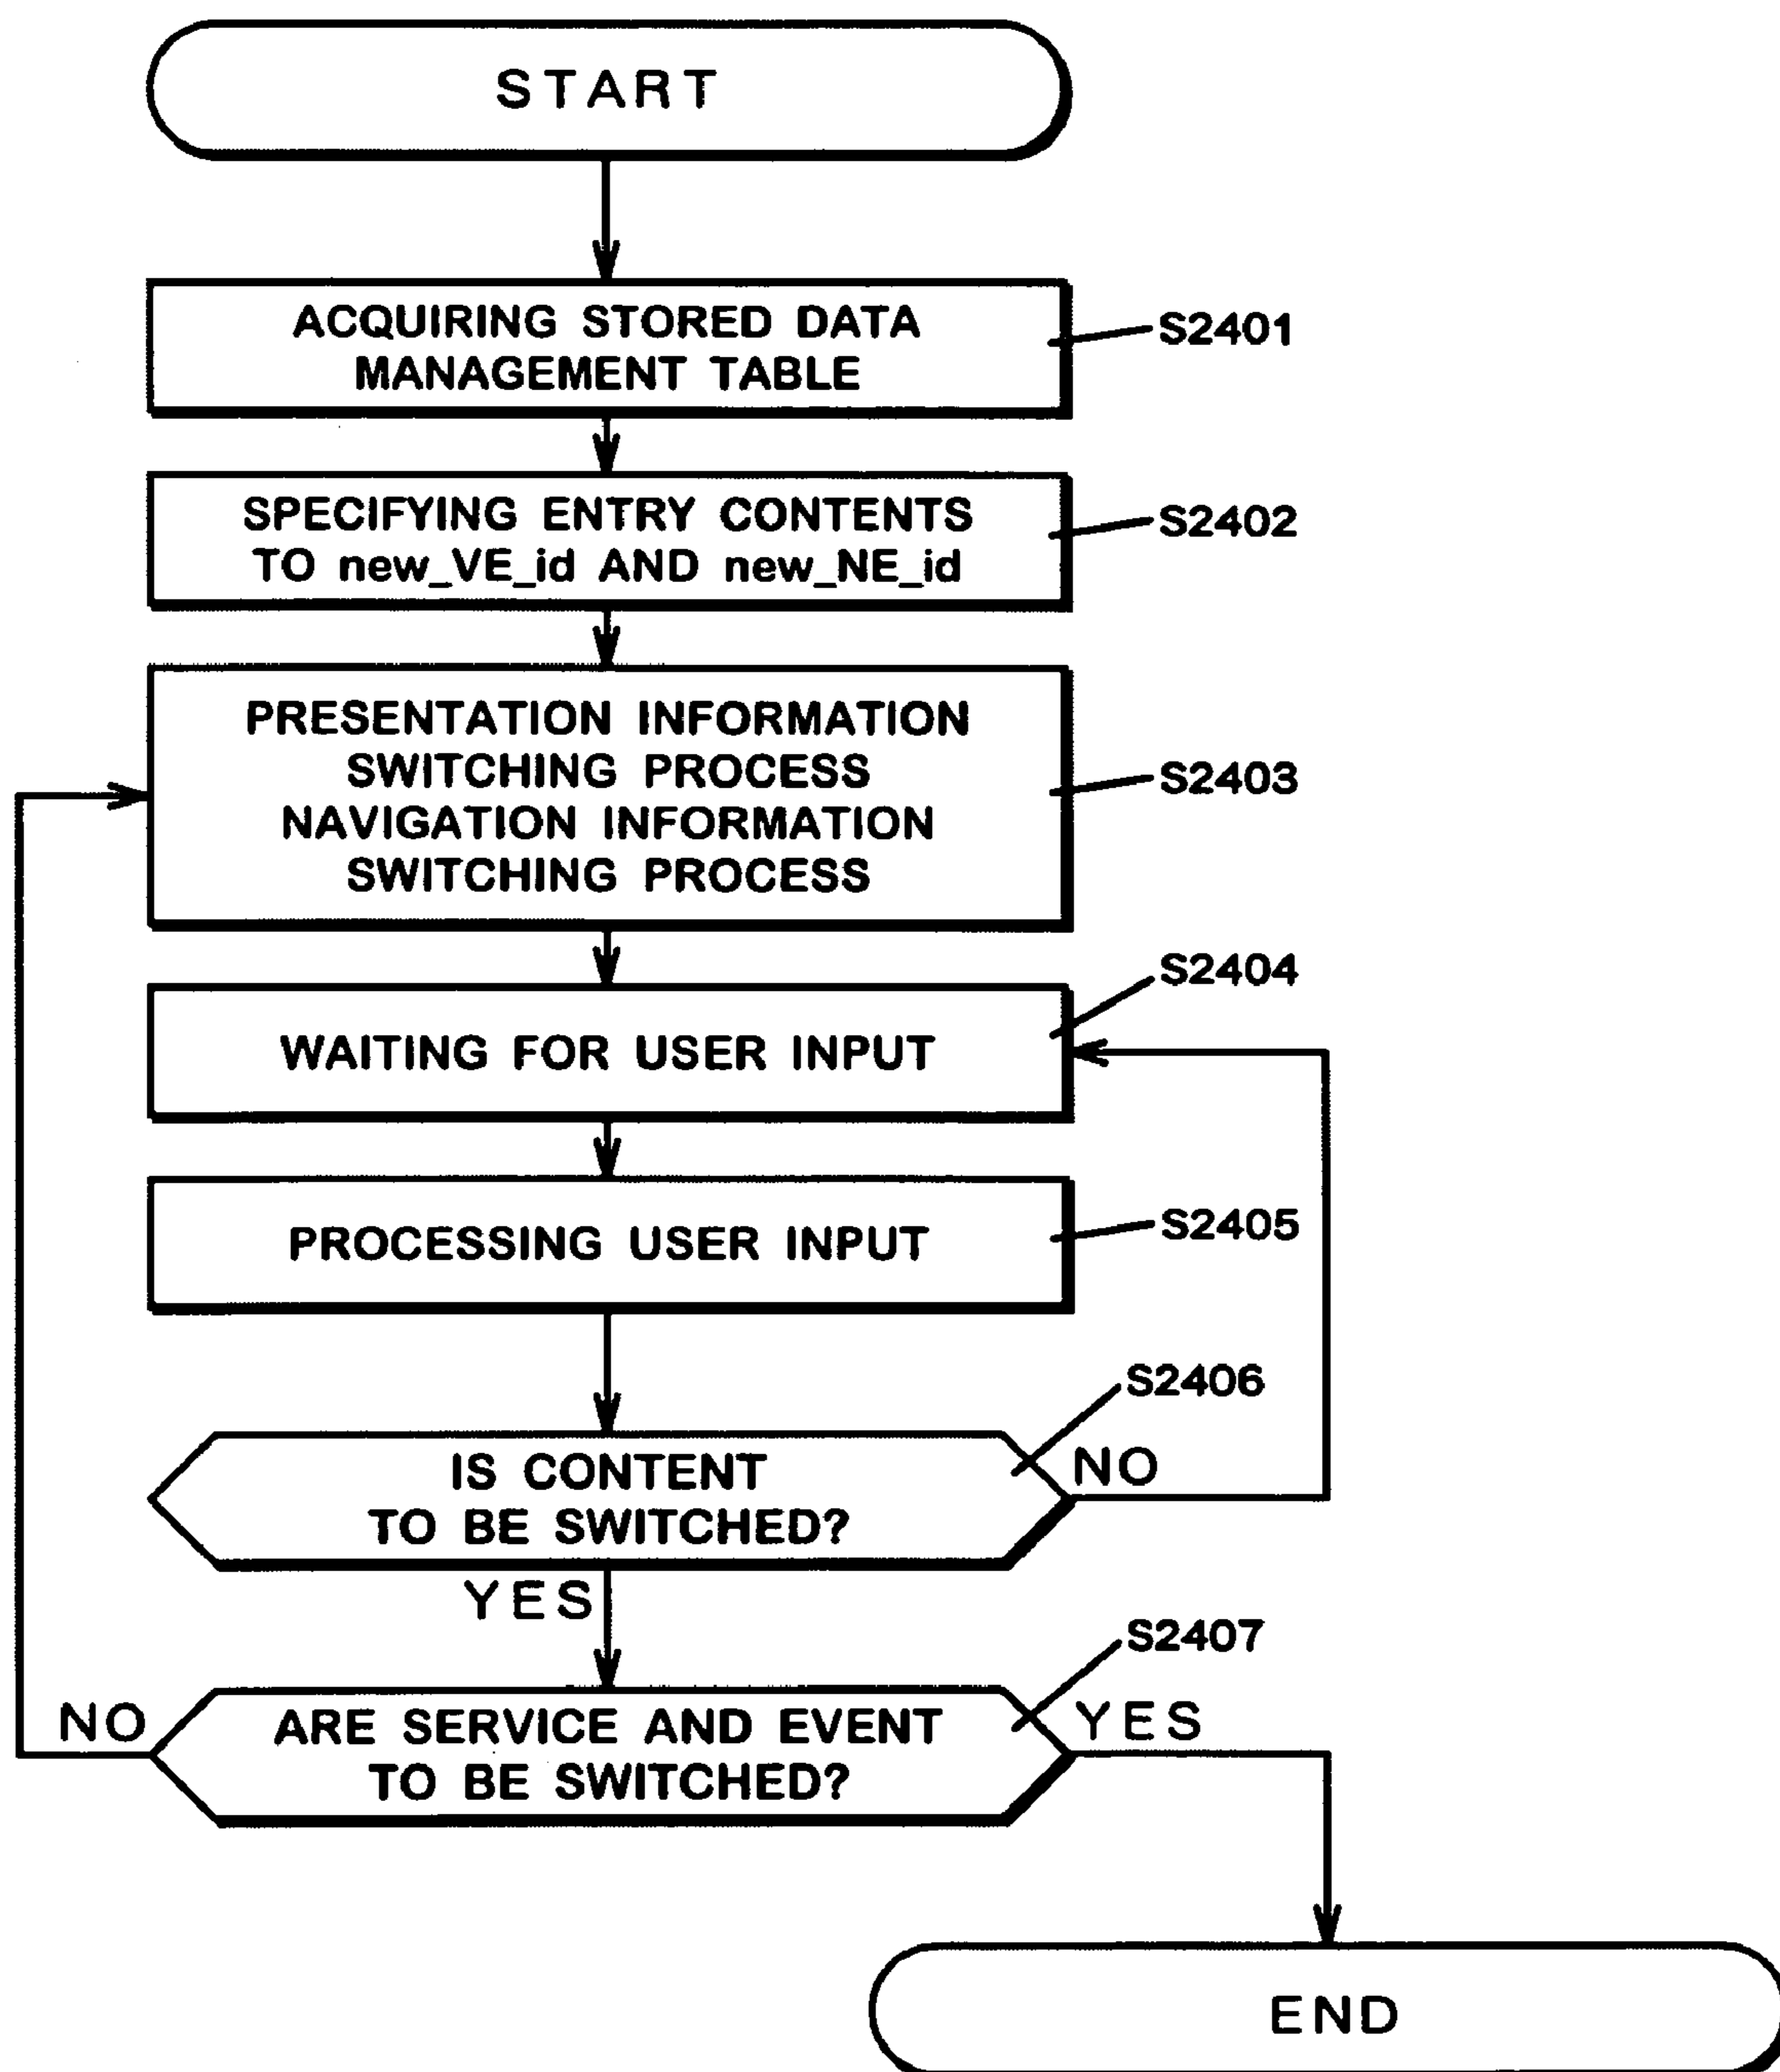 START
ACQUIRING STORED DATA
MANAGEMENT TABLE
S2401
SPECIFYING ENTRY CONTENTS
TO new_VE_id AND new_NE_id
S2402
PRESENTATION INFORMATION
SWITCHING PROCESS
NAVIGATION INFORMATION
SWITCHING PROCESS
S2403
S2404
WAITING FOR USER INPUT
PROCESSING USER INPUT
S2405
S2406
IS CONTENT
TO BE SWITCHED?
NO
YES
S2407
NO
ARE SERVICE AND EVENT
TO BE SWITCHED?
YES
END